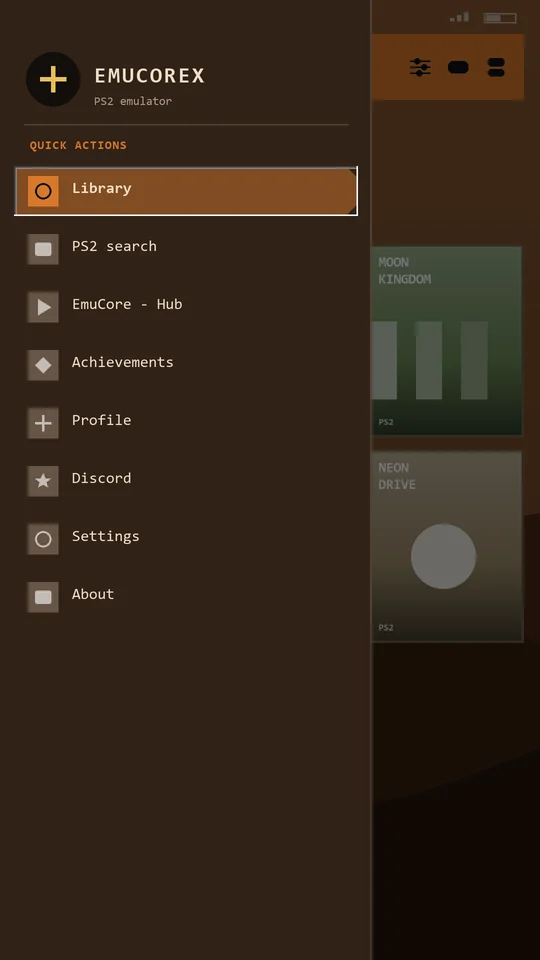 EMUCOREX
PS2 emulator
QUICK ACTIONS
Library
PS2 search
EmuCore - Hub
Achievements
Profile
Discord
Settings
About
MOON
KINGDOM
PS2
NEON
DRIVE
PS2